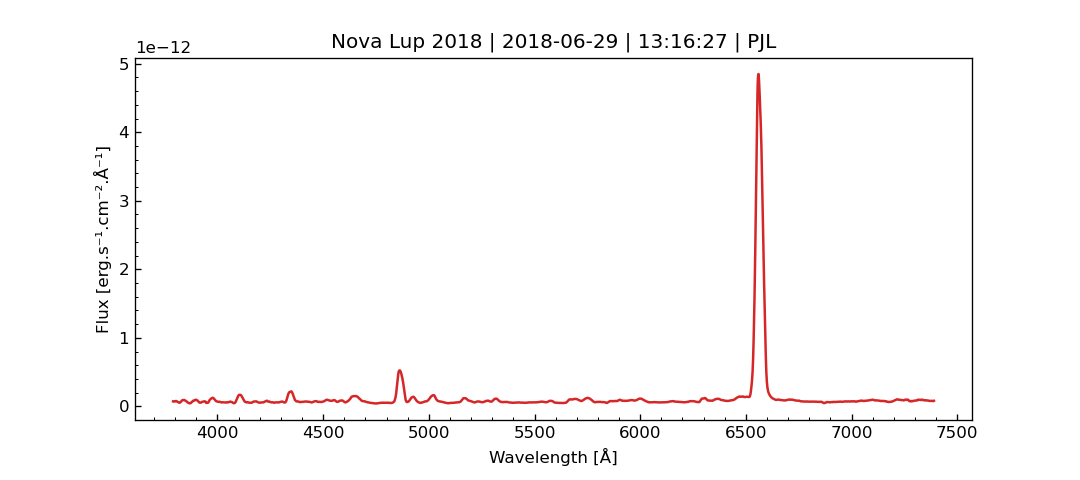 Nova Lup 2018 | 2018-06-29 | 13:16:27 | PJL
1e−12
5
4
3
2
1
0
Flux [erg.s⁻¹.cm⁻².Å⁻¹]
4000 4500 5000 5500 6000 6500 7000 7500
Wavelength [Å]